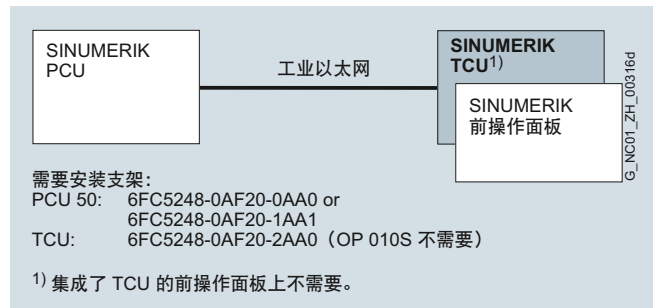 SINUMERIK
PCU
工业以太网
SINUMERIK
TCU1)
SINUMERIK
前操作面板
G_NC01_ZH_00316d
需要安装支架：
PCU 50: 6FC5248-0AF20-0AA0 or
6FC5248-0AF20-1AA1
TCU: 6FC5248-0AF20-2AA0（OP 010S 不需要）
1) 集成了 TCU 的前操作面板上不需要。